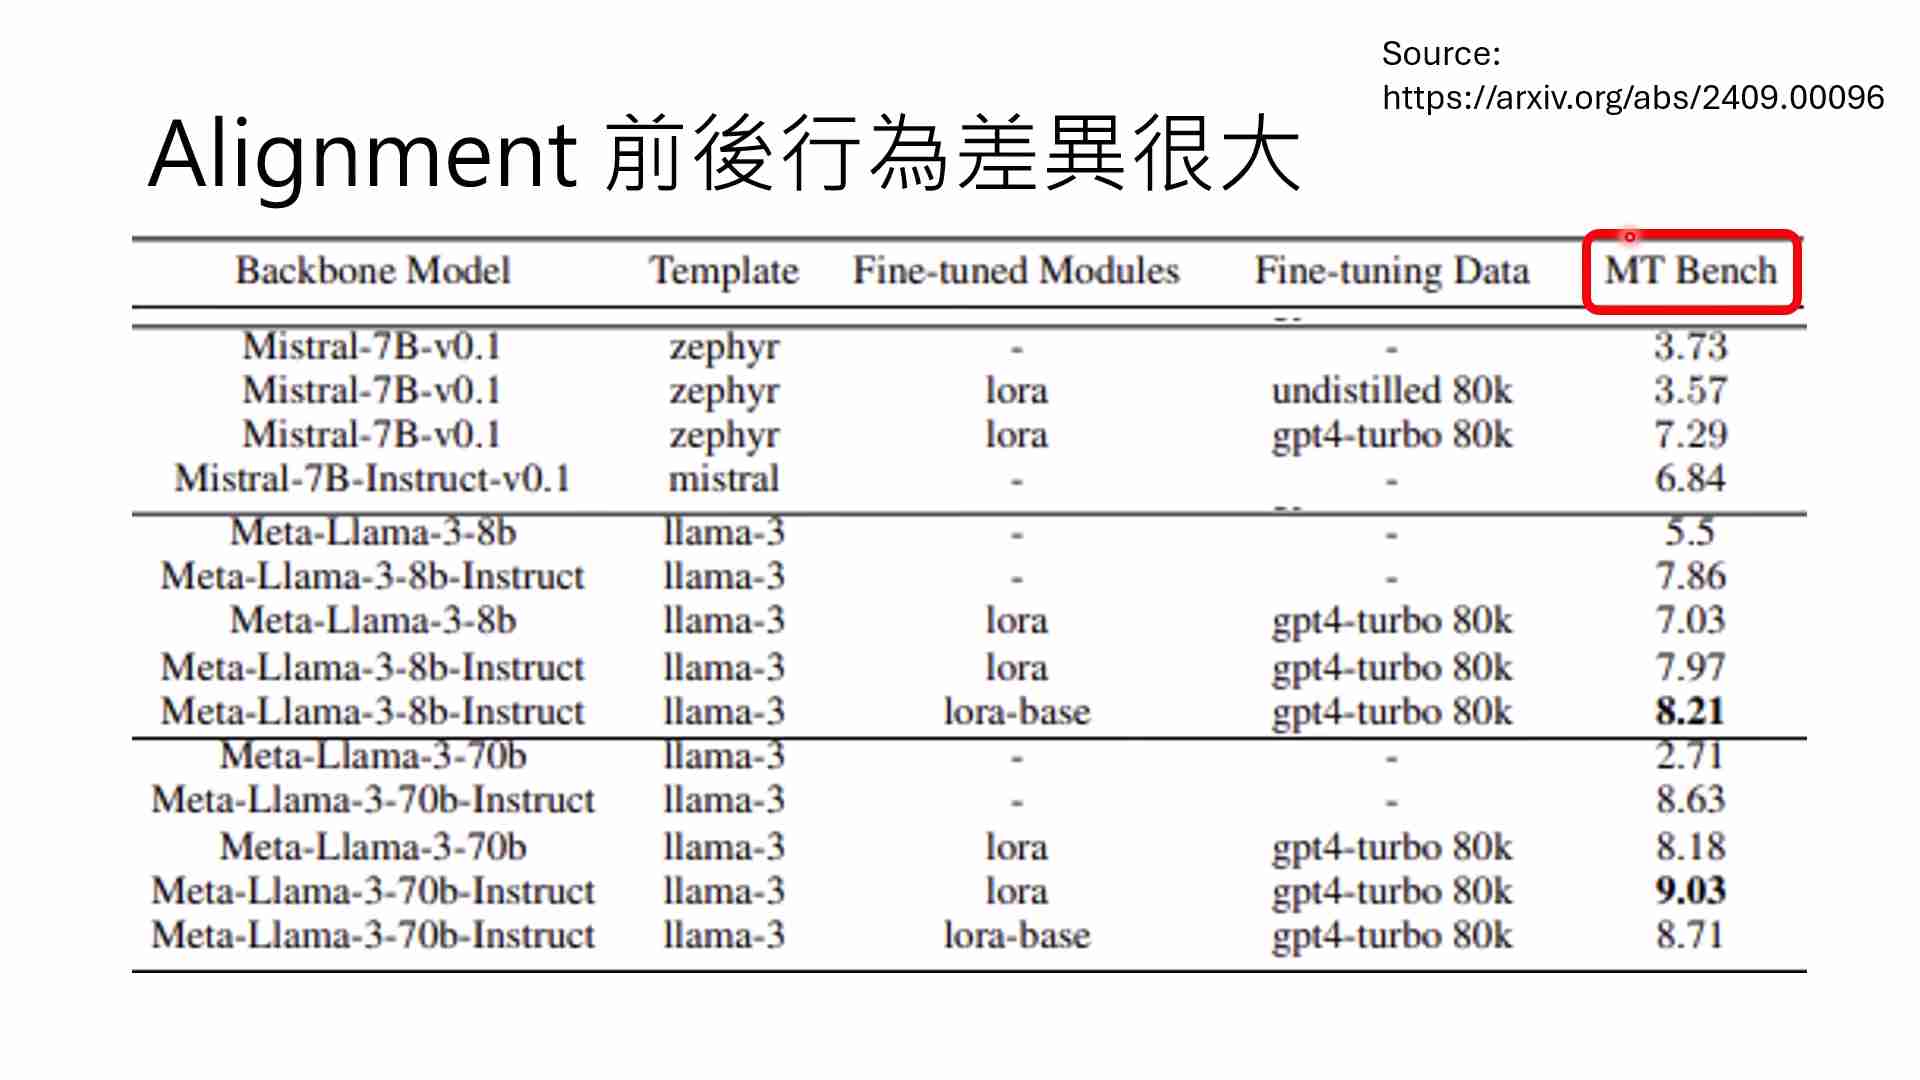 Source:
https://arxiv.org/abs/2409.00096
Alignment 前後行為差異很大
Backbone Model Template Fine-tuned Modules Fine-tuning Data MT Bench
Mistral-7B-v0.1 zephyr - - 3.73
Mistral-7B-v0.1 zephyr lora undistilled 80k 3.57
Mistral-7B-v0.1 zephyr lora gpt4-turbo 80k 7.29
Mistral-7B-Instruct-v0.1 mistral - - 6.84
Meta-Llama-3-8b llama-3 - - 5.5
Meta-Llama-3-8b-Instruct llama-3 - - 7.86
Meta-Llama-3-8b llama-3 lora gpt4-turbo 80k 7.03
Meta-Llama-3-8b-Instruct llama-3 lora gpt4-turbo 80k 7.97
Meta-Llama-3-8b-Instruct llama-3 lora-base gpt4-turbo 80k 8.21
Meta-Llama-3-70b llama-3 - - 2.71
Meta-Llama-3-70b-Instruct llama-3 - - 8.63
Meta-Llama-3-70b llama-3 lora gpt4-turbo 80k 8.18
Meta-Llama-3-70b-Instruct llama-3 lora gpt4-turbo 80k 9.03
Meta-Llama-3-70b-Instruct llama-3 lora-base gpt4-turbo 80k 8.71